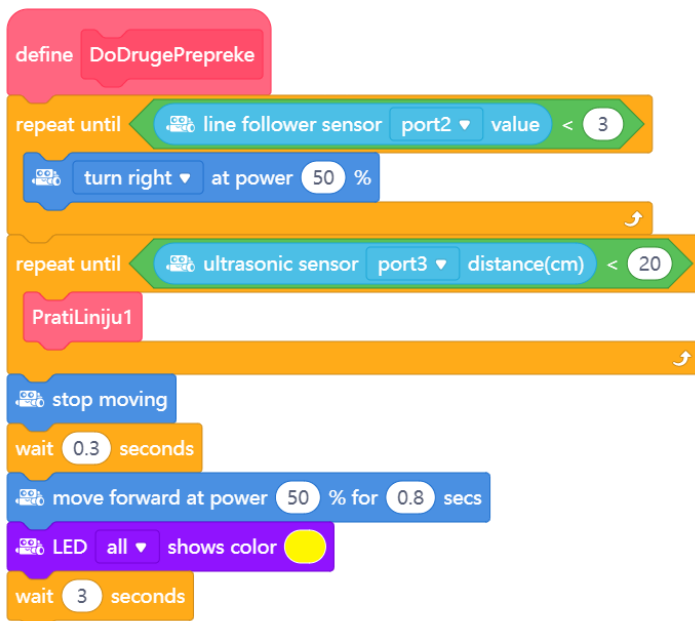 define DoDrugePrepreke
repeat until line follower sensor port2 value < 3
turn right at power 50 %
repeat until ultrasonic sensor port3 distance(cm) < 20
PratiLiniju1
stop moving
wait 0.3 seconds
move forward at power 50 % for 0.8 secs
LED all shows color
wait 3 seconds